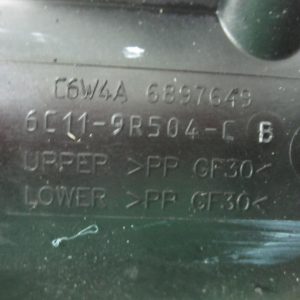 C6W4A 6897649
6C11-9R504-C B
UPPER >PP GF30<
LOWER >PP GF30<